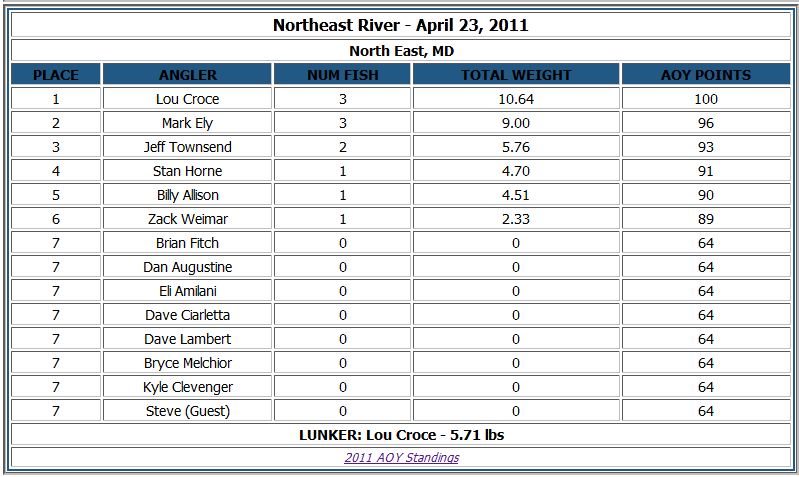 Northeast River - April 23, 2011
North East, MD
PLACE ANGLER NUM FISH TOTAL WEIGHT AOY POINTS
1 Lou Croce 3 10.64 100
2 Mark Ely 3 9.00 96
3 Jeff Townsend 2 5.76 93
4 Stan Horne 1 4.70 91
5 Billy Allison 1 4.51 90
6 Zack Weimar 1 2.33 89
7 Brian Fitch 0 0 64
7 Dan Augustine 0 0 64
7 Eli Amilani 0 0 64
7 Dave Ciarletta 0 0 64
7 Dave Lambert 0 0 64
7 Bryce Melchior 0 0 64
7 Kyle Clevenger 0 0 64
7 Steve (Guest) 0 0 64
LUNKER: Lou Croce - 5.71 lbs
2011 AOY Standings